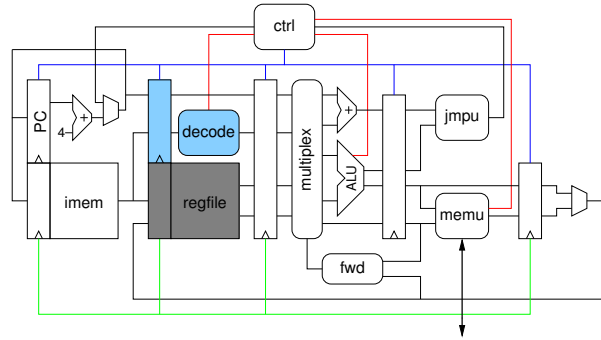 ctrl
PC
4
+
decode
multiplex
+
ALU
jmpu
imem
regfile
memu
fwd